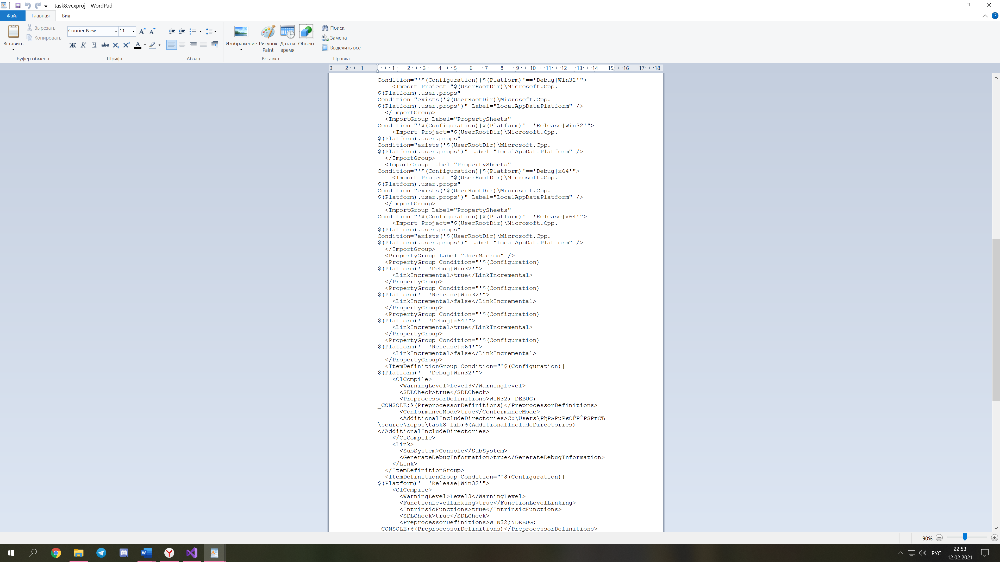 task8.vcxproj - WordPad
Файл
Главная
Вид
Вставить
Вырезать
Копировать
Буфер обмена
Courier New
11
Ж К Ч abc X₂ X² A
Шрифт
Абзац
Изображение
Рисунок Paint
Дата и время
Объект
Вставка
Поиск
Замена
Выделить все
Правка
3 2 1 1 2 3 4 5 6 7 8 9 10 11 12 13 14 15 16 17 18
Condition="'$(Configuration)|$(Platform)'=='Debug|Win32'">
    <Import Project="$(UserRootDir)\Microsoft.Cpp.
$(Platform).user.props"
Condition="exists('$(UserRootDir)\Microsoft.Cpp.
$(Platform).user.props')" Label="LocalAppDataPlatform" />
  </ImportGroup>
  <ImportGroup Label="PropertySheets"
Condition="'$(Configuration)|$(Platform)'=='Release|Win32'">
    <Import Project="$(UserRootDir)\Microsoft.Cpp.
$(Platform).user.props"
Condition="exists('$(UserRootDir)\Microsoft.Cpp.
$(Platform).user.props')" Label="LocalAppDataPlatform" />
  </ImportGroup>
  <ImportGroup Label="PropertySheets"
Condition="'$(Configuration)|$(Platform)'=='Debug|x64'">
    <Import Project="$(UserRootDir)\Microsoft.Cpp.
$(Platform).user.props"
Condition="exists('$(UserRootDir)\Microsoft.Cpp.
$(Platform).user.props')" Label="LocalAppDataPlatform" />
  </ImportGroup>
  <ImportGroup Label="PropertySheets"
Condition="'$(Configuration)|$(Platform)'=='Release|x64'">
    <Import Project="$(UserRootDir)\Microsoft.Cpp.
$(Platform).user.props"
Condition="exists('$(UserRootDir)\Microsoft.Cpp.
$(Platform).user.props')" Label="LocalAppDataPlatform" />
  </ImportGroup>
  <PropertyGroup Label="UserMacros" />
  <PropertyGroup Condition="'$(Configuration)|
$(Platform)'=='Debug|Win32'">
    <LinkIncremental>true</LinkIncremental>
  </PropertyGroup>
  <PropertyGroup Condition="'$(Configuration)|
$(Platform)'=='Release|Win32'">
    <LinkIncremental>false</LinkIncremental>
  </PropertyGroup>
  <PropertyGroup Condition="'$(Configuration)|
$(Platform)'=='Debug|x64'">
    <LinkIncremental>true</LinkIncremental>
  </PropertyGroup>
  <PropertyGroup Condition="'$(Configuration)|
$(Platform)'=='Release|x64'">
    <LinkIncremental>false</LinkIncremental>
  </PropertyGroup>
  <ItemDefinitionGroup Condition="'$(Configuration)|
$(Platform)'=='Debug|Win32'">
    <ClCompile>
      <WarningLevel>Level3</WarningLevel>
      <SDLCheck>true</SDLCheck>
      <PreprocessorDefinitions>WIN32;_DEBUG;
_CONSOLE;%(PreprocessorDefinitions)</PreprocessorDefinitions>
      <ConformanceMode>true</ConformanceMode>
      <AdditionalIncludeDirectories>C:\Users\РђР»РµРєСЃР°РЅРґСЂ
\source\repos\task8_lib;%(AdditionalIncludeDirectories)
</AdditionalIncludeDirectories>
    </ClCompile>
    <Link>
      <SubSystem>Console</SubSystem>
      <GenerateDebugInformation>true</GenerateDebugInformation>
    </Link>
  </ItemDefinitionGroup>
  <ItemDefinitionGroup Condition="'$(Configuration)|
$(Platform)'=='Release|Win32'">
    <ClCompile>
      <WarningLevel>Level3</WarningLevel>
      <FunctionLevelLinking>true</FunctionLevelLinking>
      <IntrinsicFunctions>true</IntrinsicFunctions>
      <SDLCheck>true</SDLCheck>
      <PreprocessorDefinitions>WIN32;NDEBUG;
_CONSOLE;%(PreprocessorDefinitions)</PreprocessorDefinitions>
90%
РУС
22:53
12.02.2021